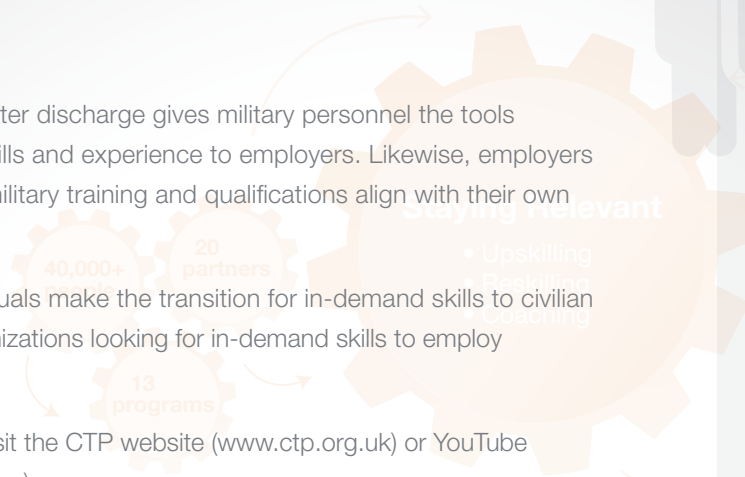 ter discharge gives military personnel the tools
ills and experience to employers. Likewise, employers
military training and qualifications align with their own
Staying Relevant
• Upskilling
• Reskilling
• Coaching
40,000+
people
20
partners
uals make the transition for in-demand skills to civilian
nizations looking for in-demand skills to employ
13
programs
sit the CTP website (www.ctp.org.uk) or YouTube